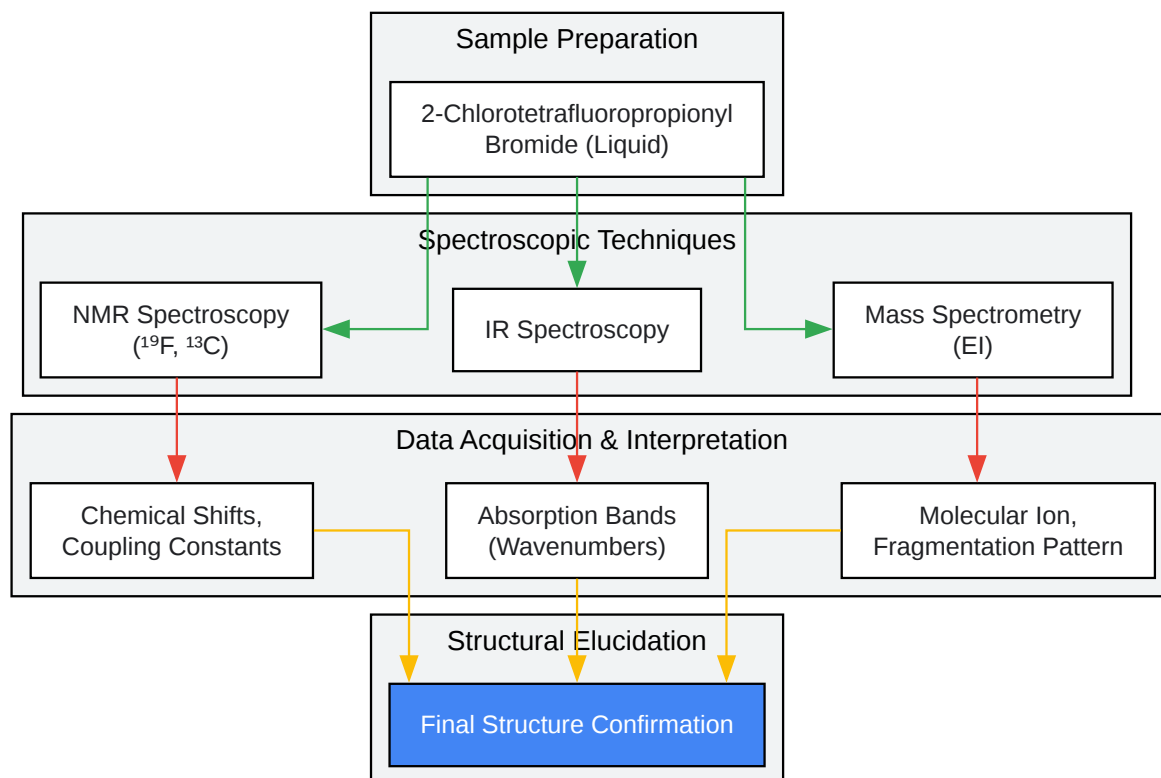 Sample Preparation
2-Chlorotetrafluoropropionyl
Bromide (Liquid)
Spectroscopic Techniques
NMR Spectroscopy
(¹⁹F, ¹³C)
IR Spectroscopy
Mass Spectrometry
(EI)
Data Acquisition & Interpretation
Chemical Shifts,
Coupling Constants
Absorption Bands
(Wavenumbers)
Molecular Ion,
Fragmentation Pattern
Structural Elucidation
Final Structure Confirmation